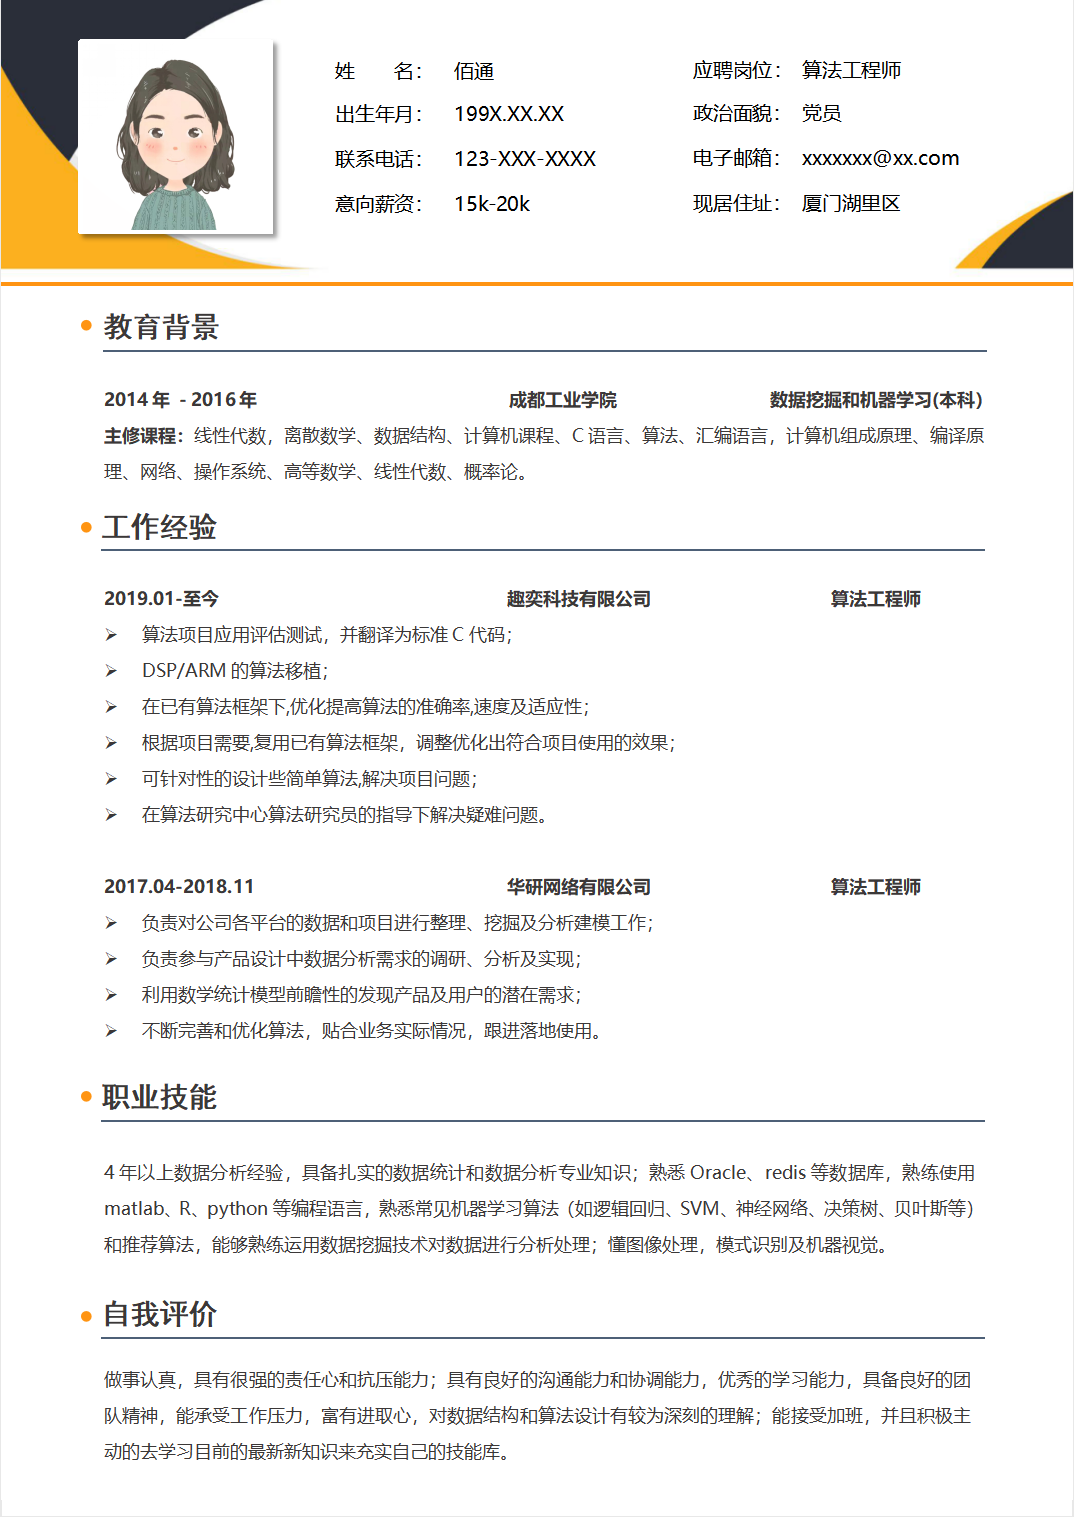 姓　　名： 佰通
应聘岗位： 算法工程师
出生年月： 199X.XX.XX
政治面貌： 党员
联系电话： 123-XXX-XXXX
电子邮箱： xxxxxxx@xx.com
意向薪资： 15k-20k
现居住址： 厦门湖里区
教育背景
2014 年 - 2016 年 成都工业学院 数据挖掘和机器学习(本科)
主修课程：线性代数，离散数学、数据结构、计算机课程、C 语言、算法、汇编语言，计算机组成原理、编译原
理、网络、操作系统、高等数学、线性代数、概率论。
工作经验
2019.01-至今 趣奕科技有限公司 算法工程师
➢ 算法项目应用评估测试，并翻译为标准 C 代码；
➢ DSP/ARM 的算法移植；
➢ 在已有算法框架下,优化提高算法的准确率,速度及适应性；
➢ 根据项目需要,复用已有算法框架，调整优化出符合项目使用的效果；
➢ 可针对性的设计些简单算法,解决项目问题；
➢ 在算法研究中心算法研究员的指导下解决疑难问题。
2017.04-2018.11 华研网络有限公司 算法工程师
➢ 负责对公司各平台的数据和项目进行整理、挖掘及分析建模工作；
➢ 负责参与产品设计中数据分析需求的调研、分析及实现；
➢ 利用数学统计模型前瞻性的发现产品及用户的潜在需求；
➢ 不断完善和优化算法，贴合业务实际情况，跟进落地使用。
职业技能
4 年以上数据分析经验，具备扎实的数据统计和数据分析专业知识；熟悉 Oracle、redis 等数据库，熟练使用
matlab、R、python 等编程语言，熟悉常见机器学习算法（如逻辑回归、SVM、神经网络、决策树、贝叶斯等）
和推荐算法，能够熟练运用数据挖掘技术对数据进行分析处理；懂图像处理，模式识别及机器视觉。
自我评价
做事认真，具有很强的责任心和抗压能力；具有良好的沟通能力和协调能力，优秀的学习能力，具备良好的团
队精神，能承受工作压力，富有进取心，对数据结构和算法设计有较为深刻的理解；能接受加班，并且积极主
动的去学习目前的最新新知识来充实自己的技能库。